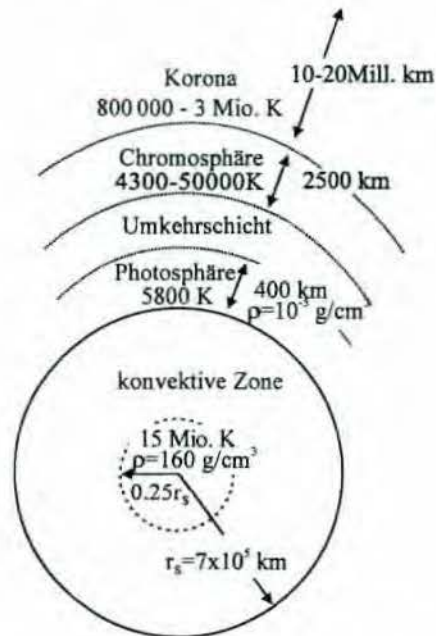 10-20Mill. km
Korona
800 000 - 3 Mio. K
Chromosphäre
4300-50000K
2500 km
Umkehrschicht
Photosphäre
5800 K
400 km
ρ=10⁻³ g/cm³
konvektive Zone
15 Mio. K
ρ=160 g/cm³
0.25rₛ
rₛ=7x10⁵ km